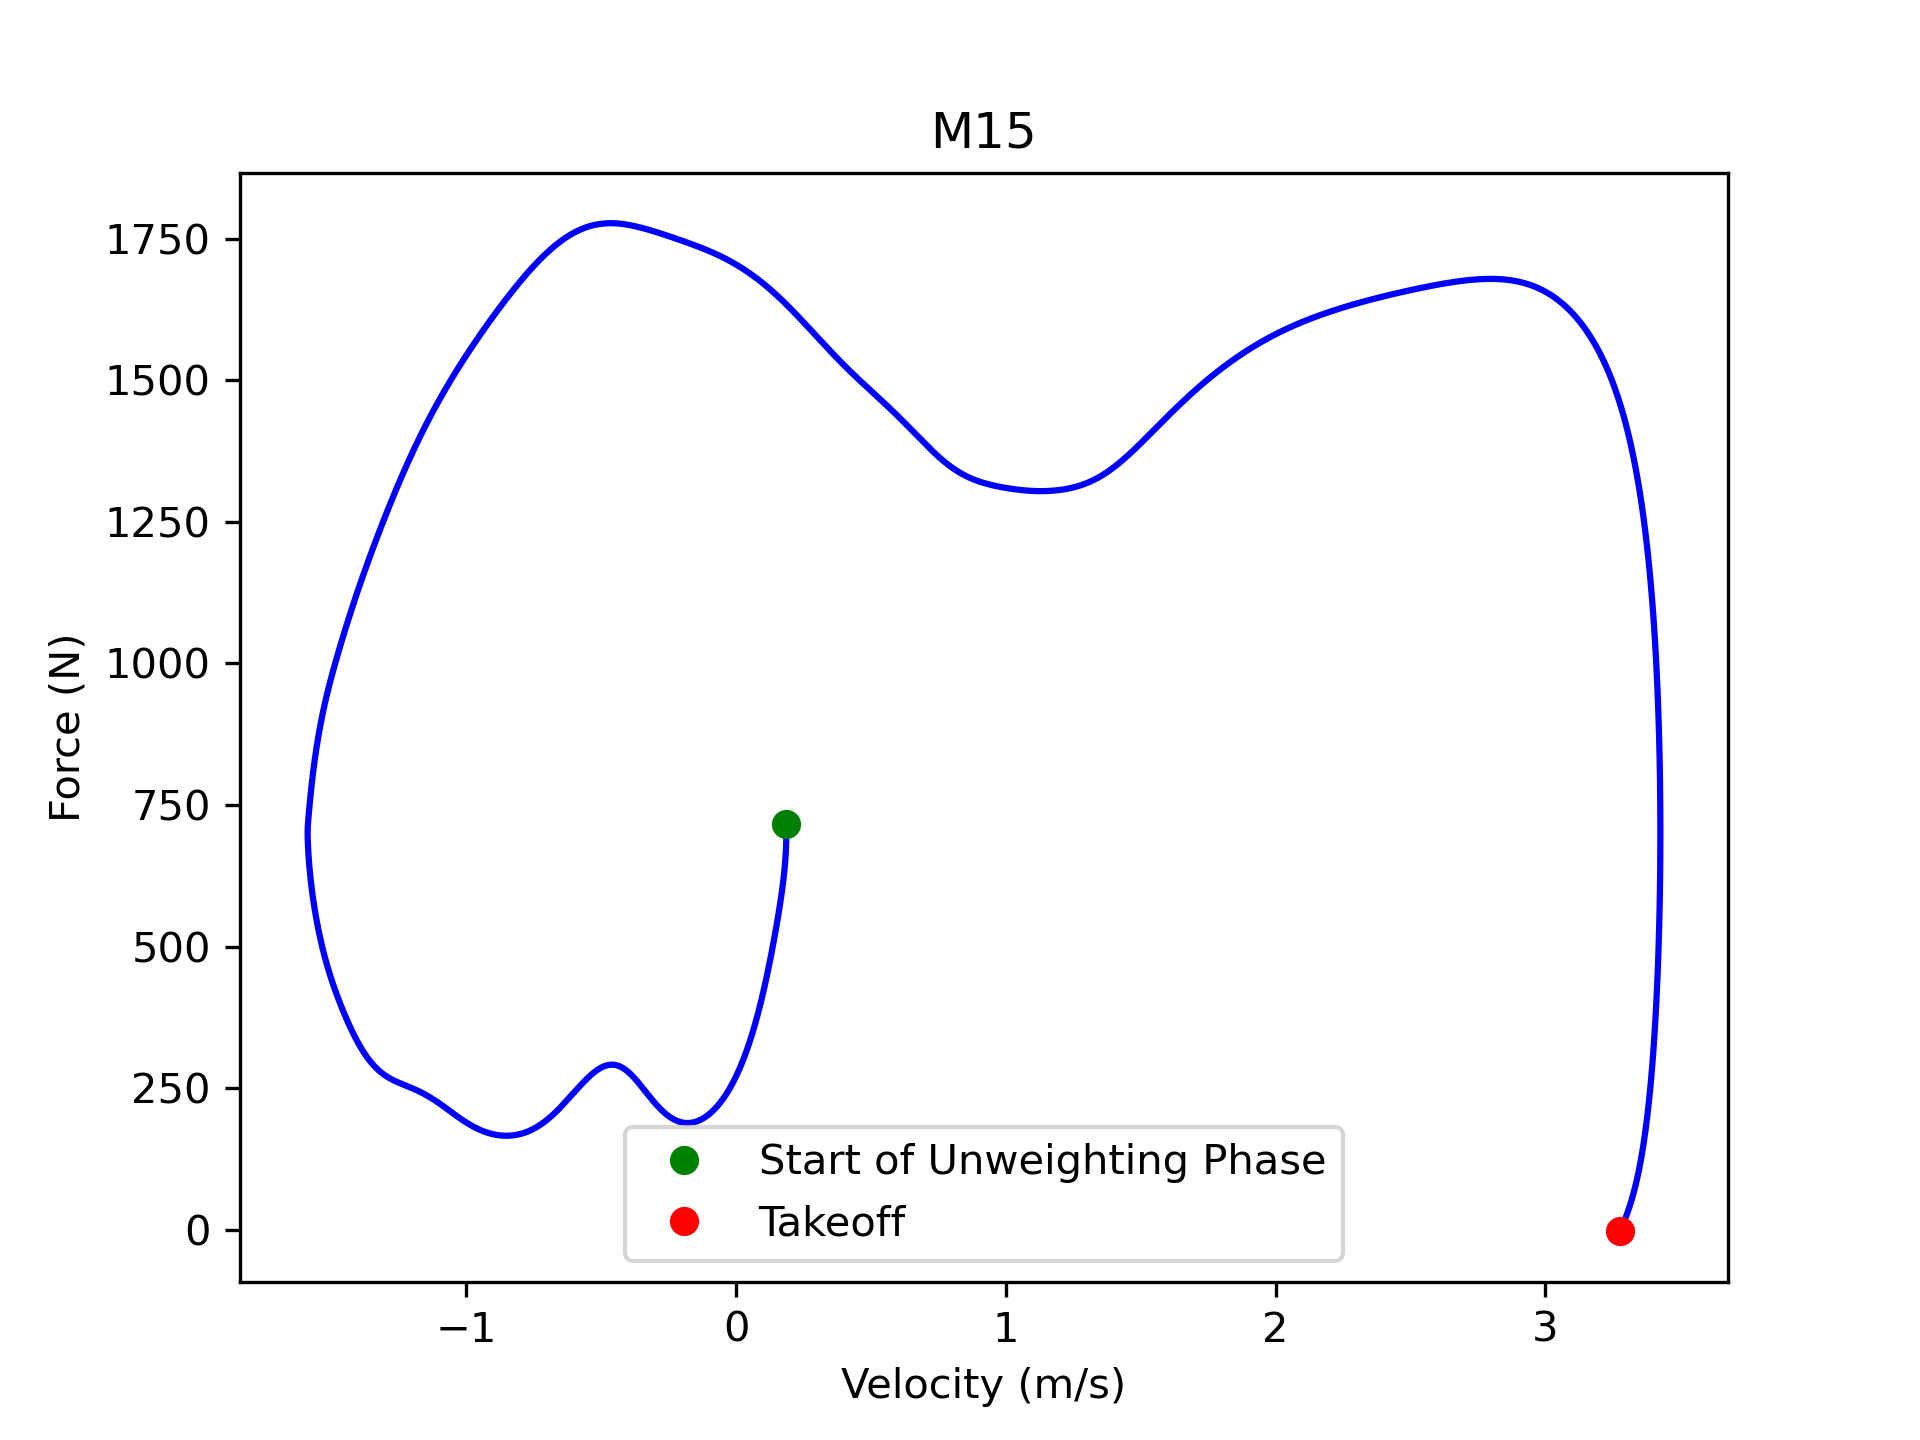 M15
1750
1500
1250
1000
750
500
250
0
Force (N)
Start of Unweighting Phase
Takeoff
−1 0 1 2 3
Velocity (m/s)